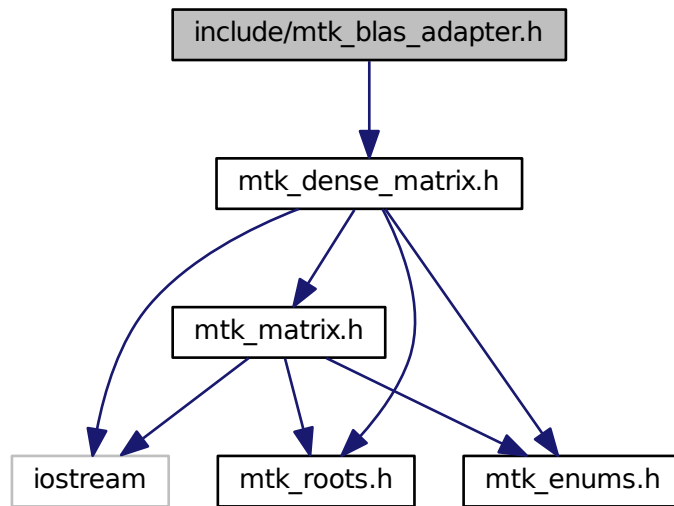 include/mtk_blas_adapter.h
mtk_dense_matrix.h
mtk_matrix.h
iostream
mtk_roots.h
mtk_enums.h